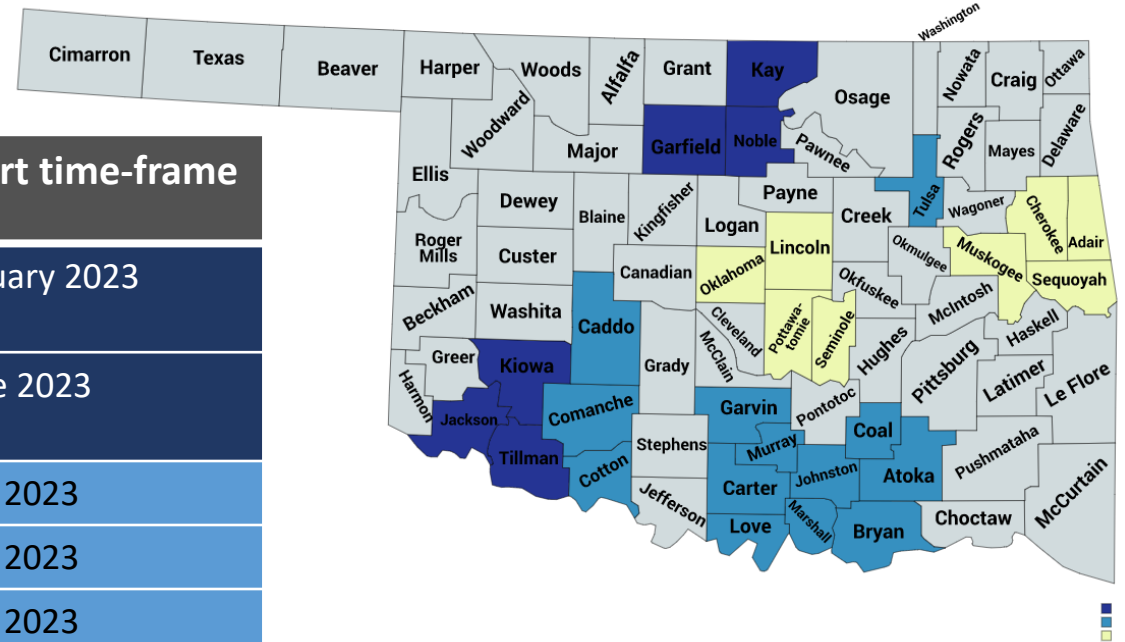 rt time-frame
uary 2023
e 2023
2023
2023
2023
Washington
Cimarron
Texas
Beaver
Harper
Woods
Alfalfa
Grant
Kay
Osage
Nowata
Craig
Ottawa
Woodward
Major
Garfield
Noble
Pawnee
Rogers
Mayes
Delaware
Ellis
Dewey
Blaine
Kingfisher
Logan
Payne
Creek
Tulsa
Wagoner
Cherokee
Adair
Roger
Mills
Custer
Canadian
Oklahoma
Lincoln
Okmulgee
Muskogee
Sequoyah
Beckham
Washita
Caddo
Grady
Cleveland
McClain
Pottawa-
tomie
Seminole
Okfuskee
Hughes
McIntosh
Haskell
Pittsburg
Latimer
Le Flore
Greer
Harmon
Kiowa
Jackson
Tillman
Comanche
Cotton
Stephens
Jefferson
Garvin
Murray
Carter
Love
Pontotoc
Johnston
Marshall
Coal
Atoka
Bryan
Pushmataha
Choctaw
McCurtain